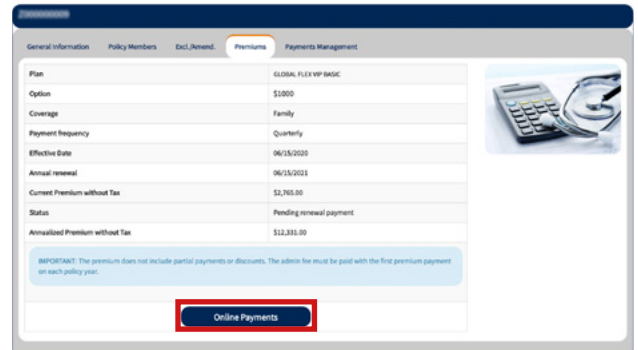 General Information Policy Members Excl./Amend. Premiums Payments Management
Plan GLOBAL FLEX VIP BASIC
Option $1000
Coverage Family
Payment frequency Quarterly
Effective Date 06/15/2020
Annual renewal 06/15/2021
Current Premium without Tax $2,765.00
Status Pending renewal payment
Annualized Premium without Tax $12,331.00
IMPORTANT: The premium does not include partial payments or discounts. The admin fee must be paid with the first premium payment
on each policy year.
Online Payments